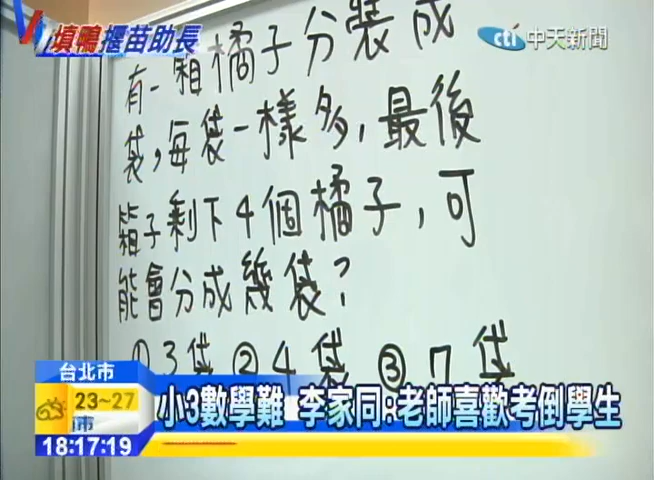 填鴨揠苗助長
cti 中天新聞
有一箱橘子分裝成
袋,每袋一樣多,最後
箱子剩下4個橘子,可
能會分成幾袋?
①3袋 ②4袋 ③7袋
台北市
23~27
18:17:19
小3數學難 李家同:老師喜歡考倒學生